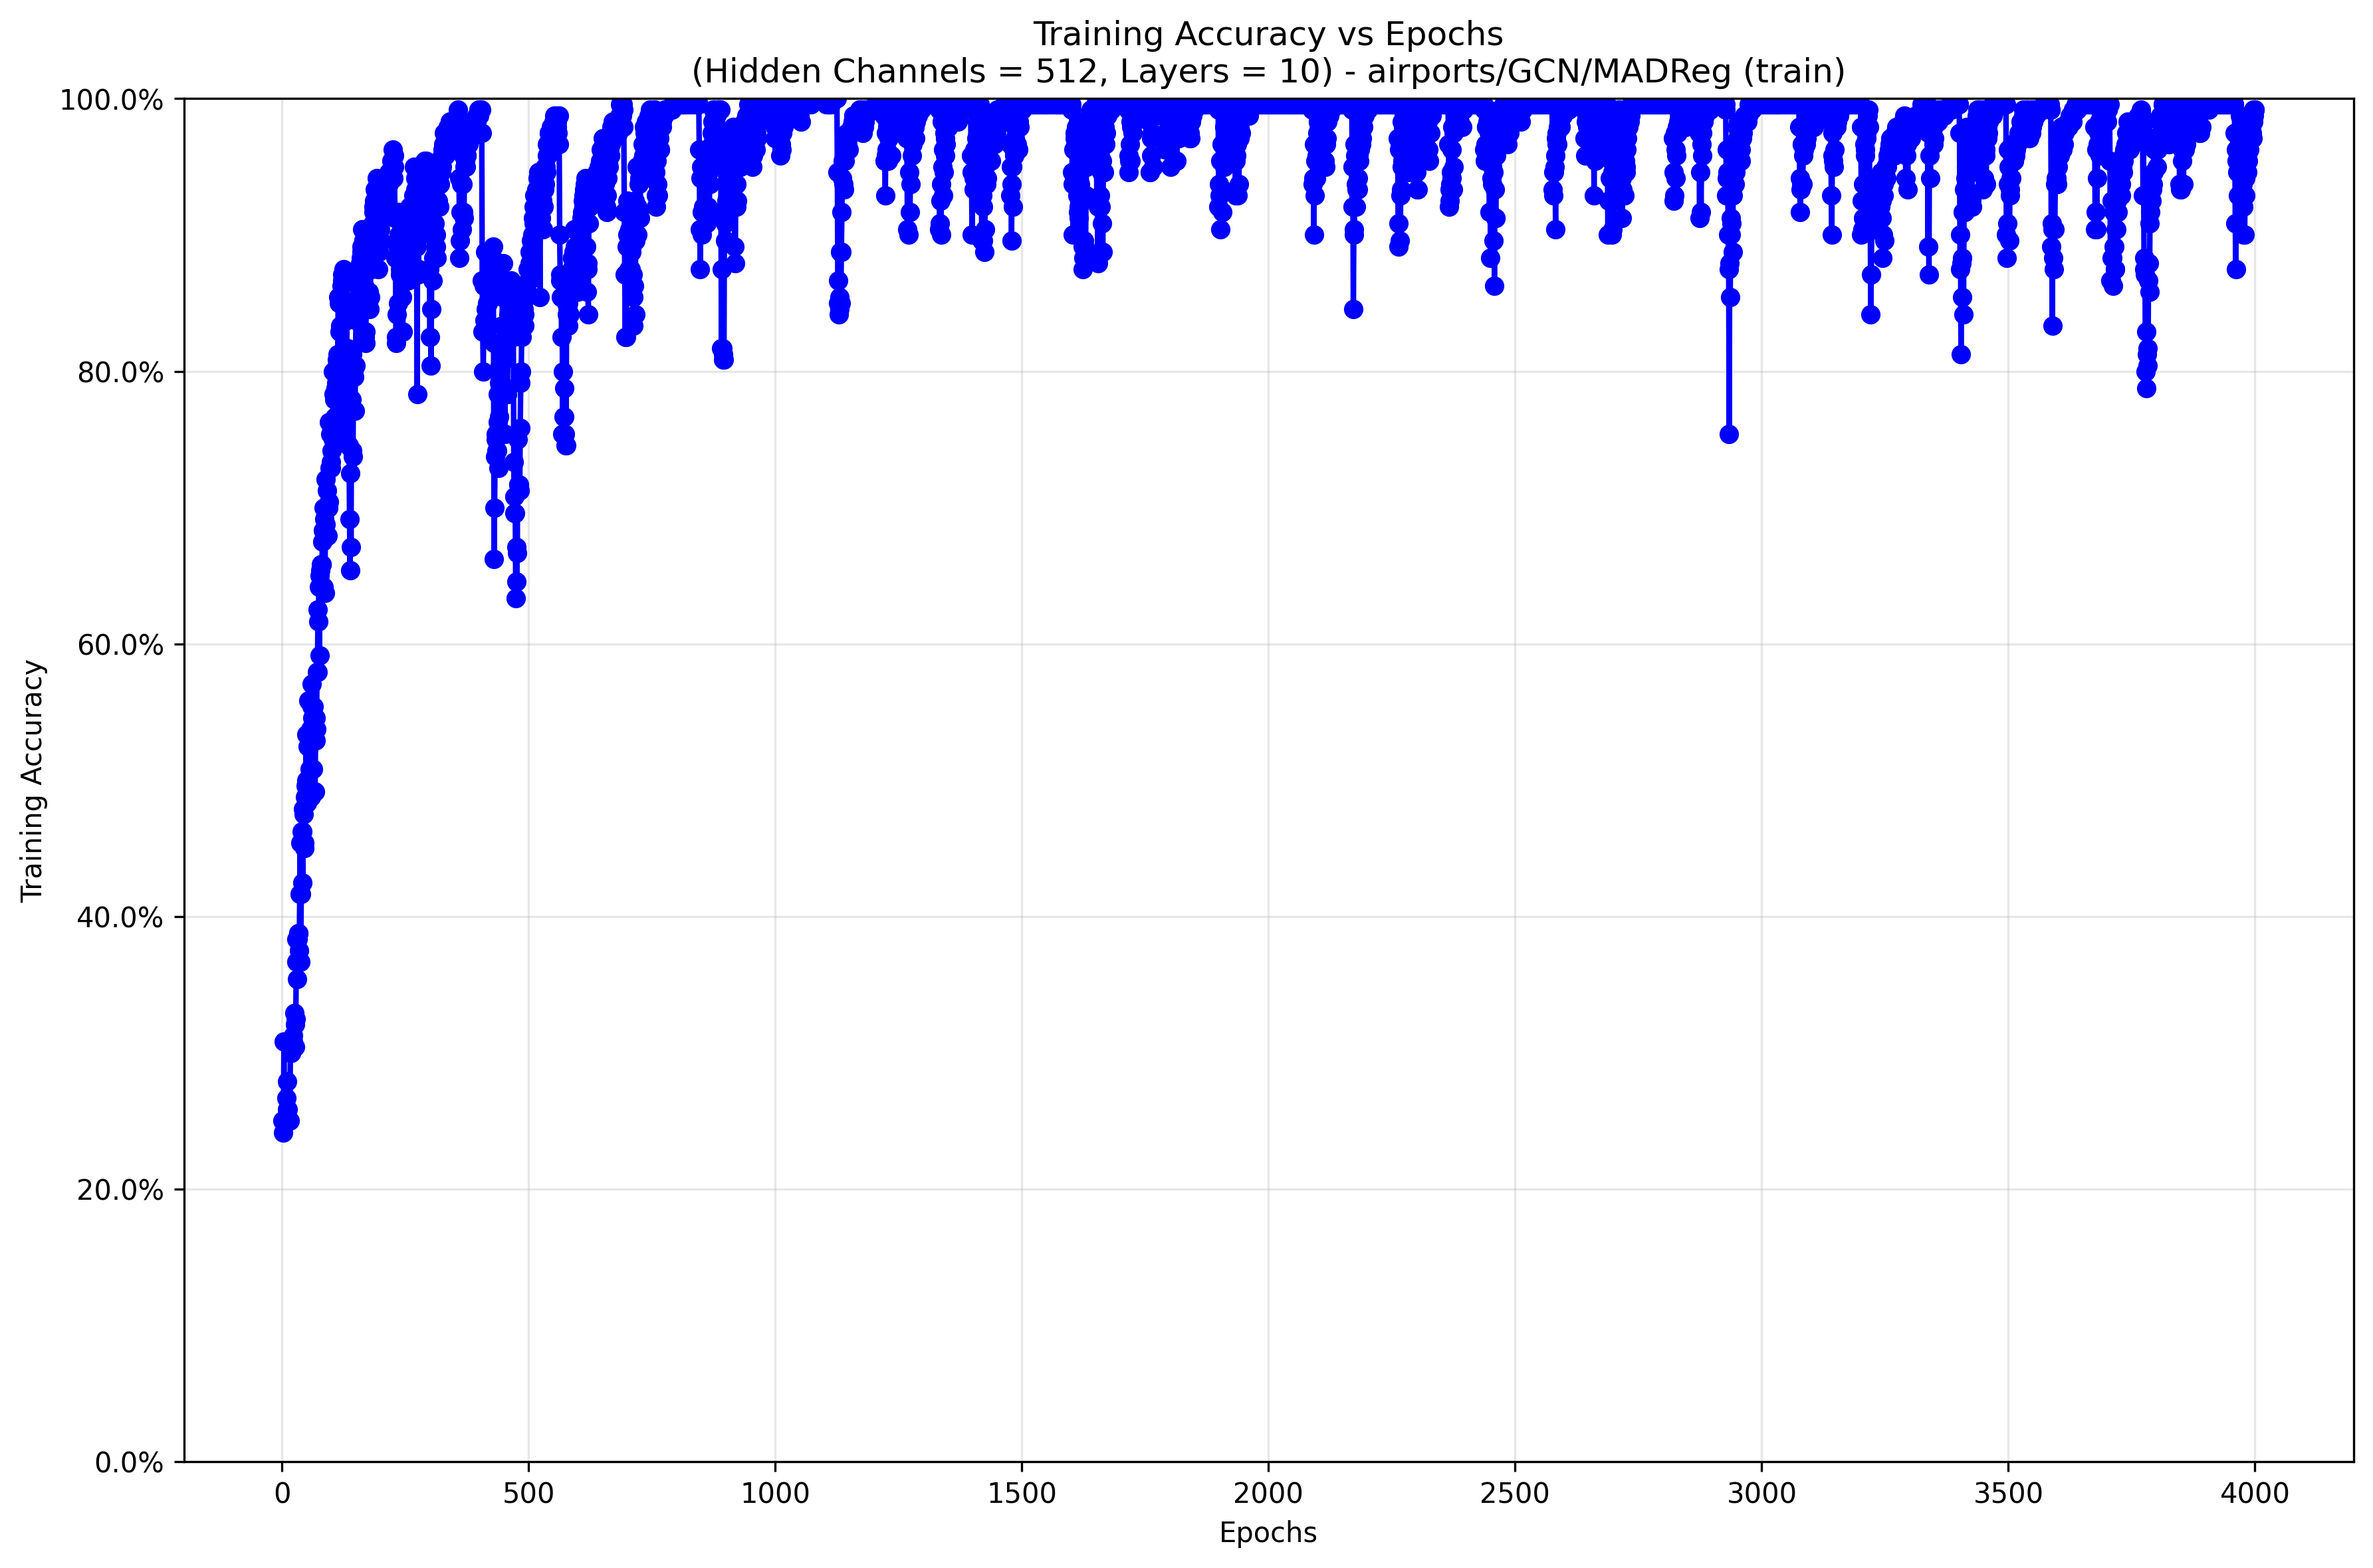 Training Accuracy vs Epochs
(Hidden Channels = 512, Layers = 10) - airports/GCN/MADReg (train)
Training Accuracy
100.0%
80.0%
60.0%
40.0%
20.0%
0.0%
0 500 1000 1500 2000 2500 3000 3500 4000
Epochs